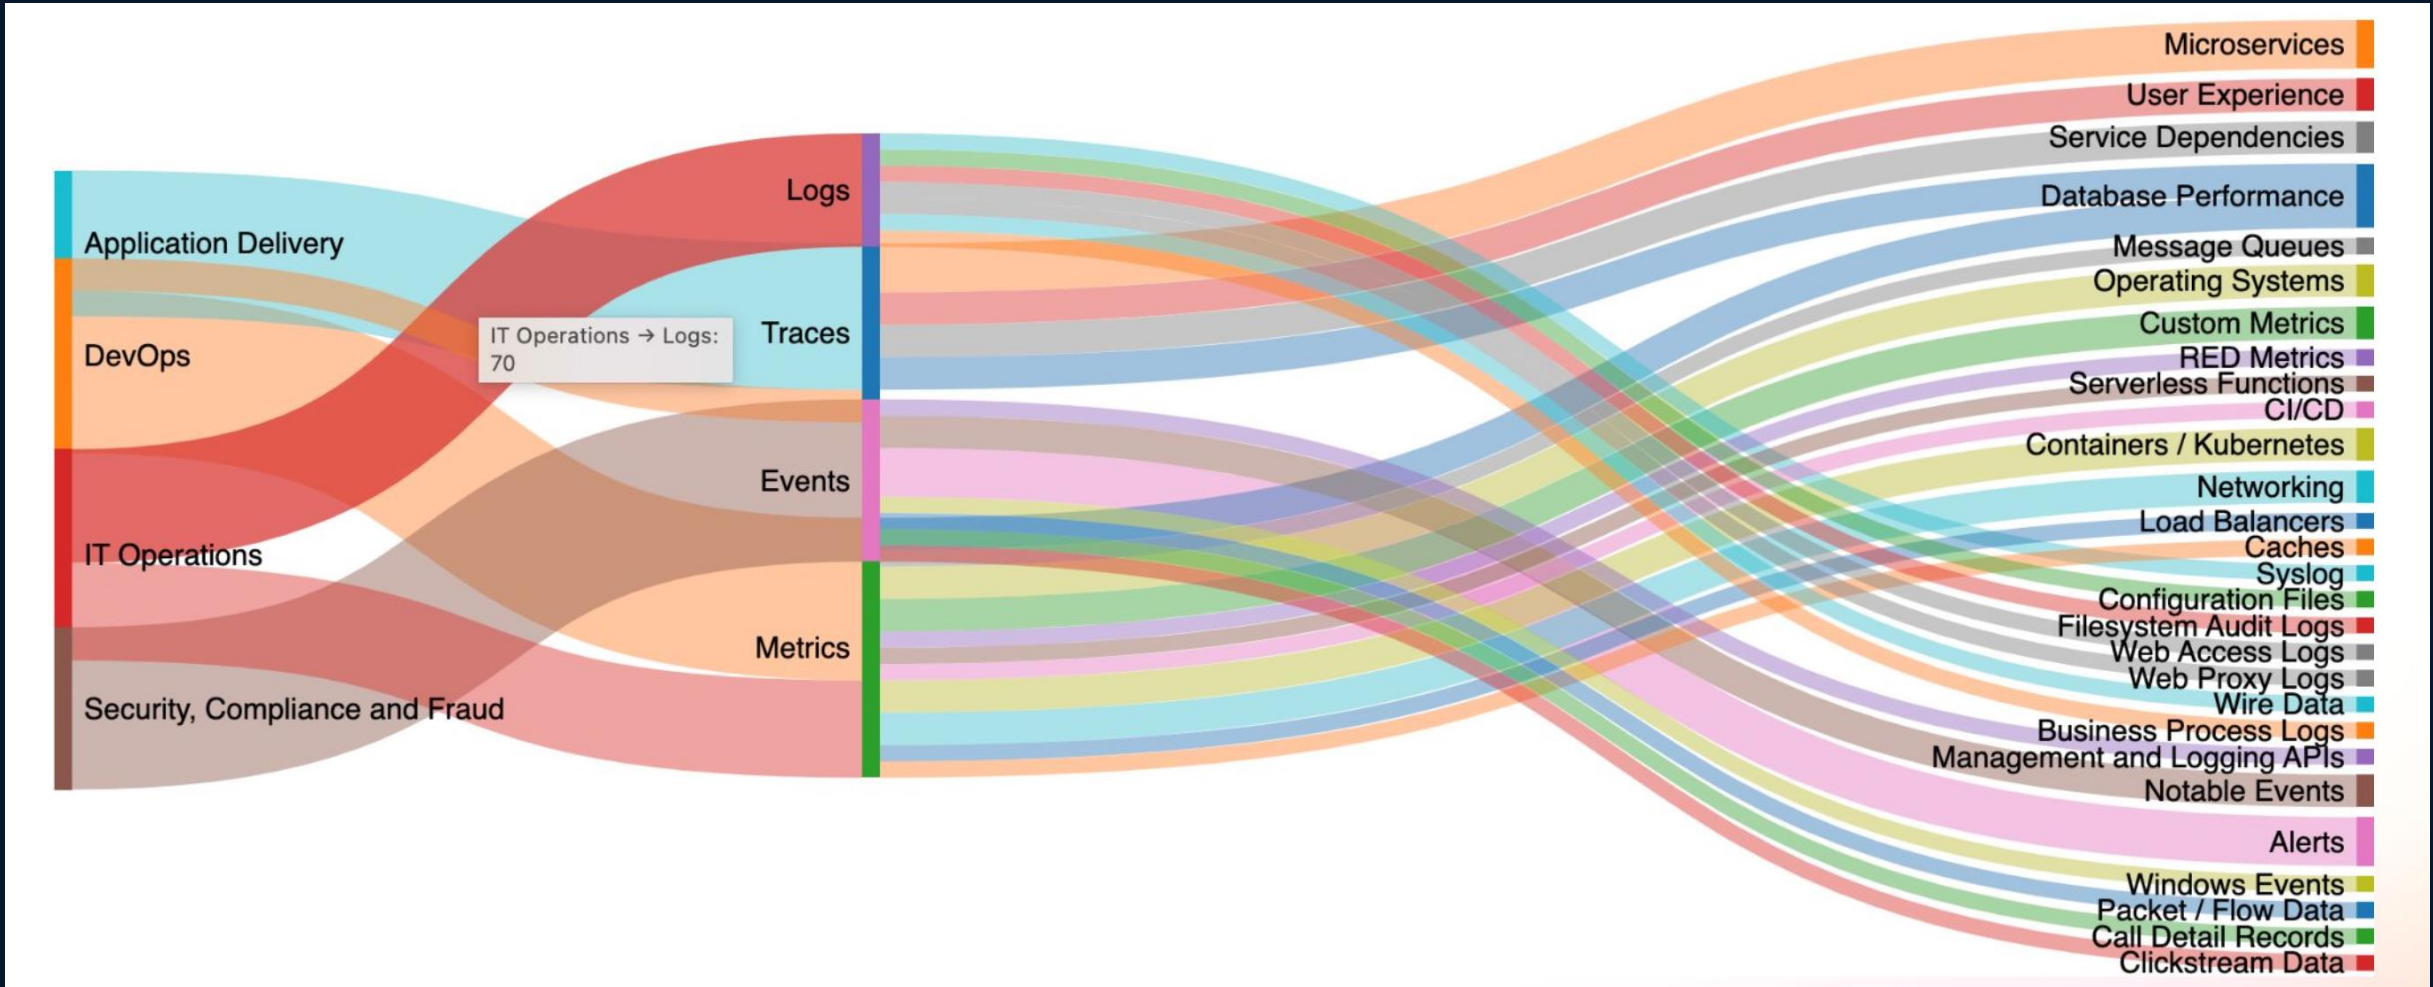 Application Delivery
DevOps
IT Operations
Security, Compliance and Fraud
IT Operations → Logs:
70
Logs
Traces
Events
Metrics
Microservices
User Experience
Service Dependencies
Database Performance
Message Queues
Operating Systems
Custom Metrics
RED Metrics
Serverless Functions
CI/CD
Containers / Kubernetes
Networking
Load Balancers
Caches
Syslog
Configuration Files
Filesystem Audit Logs
Web Access Logs
Web Proxy Logs
Wire Data
Business Process Logs
Management and Logging APIs
Notable Events
Alerts
Windows Events
Packet / Flow Data
Call Detail Records
Clickstream Data